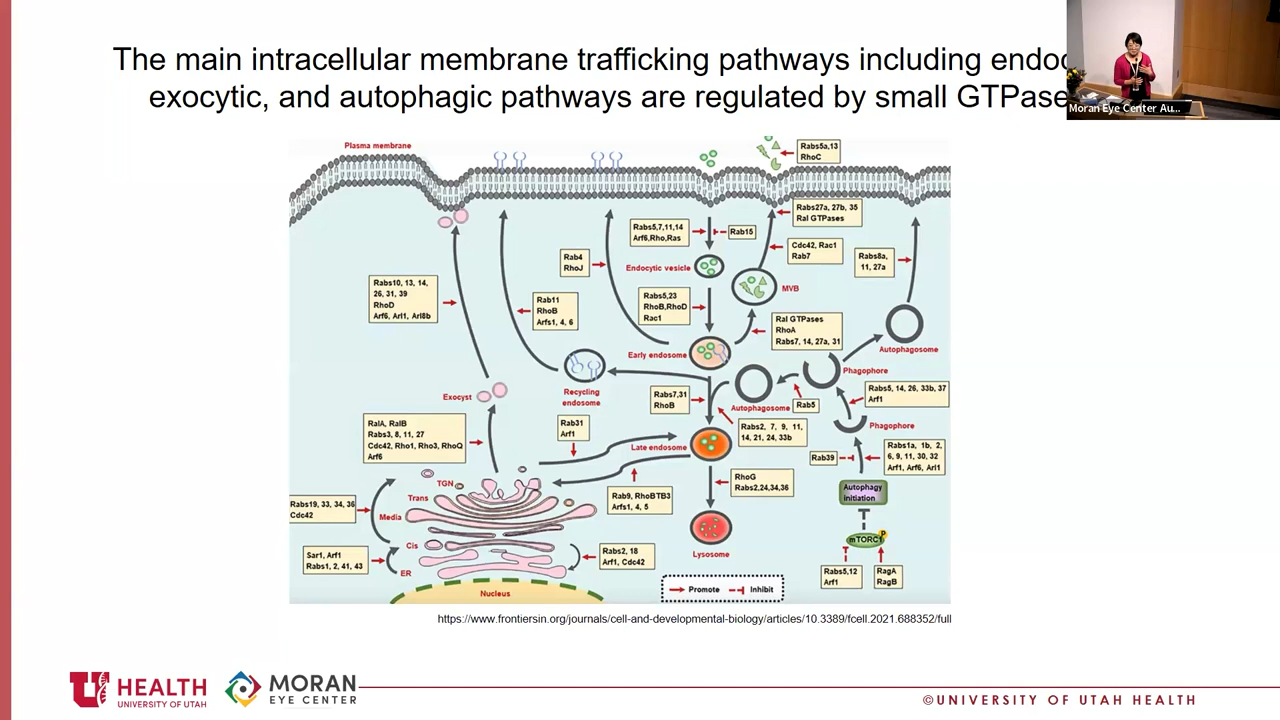 The main intracellular membrane trafficking pathways including
exocytic, and autophagic pathways are regulated by small GTPase
Moran Eye Center Au...
Plasma membrane
Rabs5a,13
RhoC
Rabs27a, 27b, 35
Ral GTPases
Rabs5,7,11,14
Arf6,Rho,Ras
Rab15
Cdc42, Rac1
Rab7
Rabs8a,
11, 27a
Rab4
RhoJ
Endocytic vesicle
MVB
Rabs10, 13, 14,
26, 31, 39
RhoD
Arf6, Arl1, Arl8b
Rab11
RhoB
Arfs1, 4, 6
Rabs5,23
RhoB,RhoD
Rac1
Ral GTPases
RhoA
Rabs7, 14, 27a, 31
Early endosome
Autophagosome
Phagophore
Recycling
endosome
Exocyst
Rabs7,31
RhoB
Autophagosome
Rab5
Rabs5, 14, 26, 33b, 37
Arf1
Phagophore
RalA, RalB
Rabs3, 8, 11, 27
Cdc42, Rho1, Rho3, RhoQ
Arf6
Rab31
Arf1
Late endosome
Rabs2, 7, 9, 11,
14, 21, 24, 33b
Rab39
Rabs1a, 1b, 2,
6, 9, 11, 30, 32
Arf1, Arf6, Arl1
TGN
Trans
Media
Cis
ER
Rabs19, 33, 34, 36
Cdc42
Rab9, RhoBTB3
Arfs1, 4, 5
RhoG
Rabs2,24,34,36
Autophagy
initiation
mTORC1
P
Sar1, Arf1
Rabs1, 2, 41, 43
Rabs2, 18
Arf1, Cdc42
Lysosome
Rabs5,12
Arf1
RagA
RagB
Nucleus
Promote
Inhibit
https://www.frontiersin.org/journals/cell-and-developmental-biology/articles/10.3389/fcell.2021.688352/full
U HEALTH
UNIVERSITY OF UTAH
MORAN
EYE CENTER
©UNIVERSITY OF UTAH HEALTH